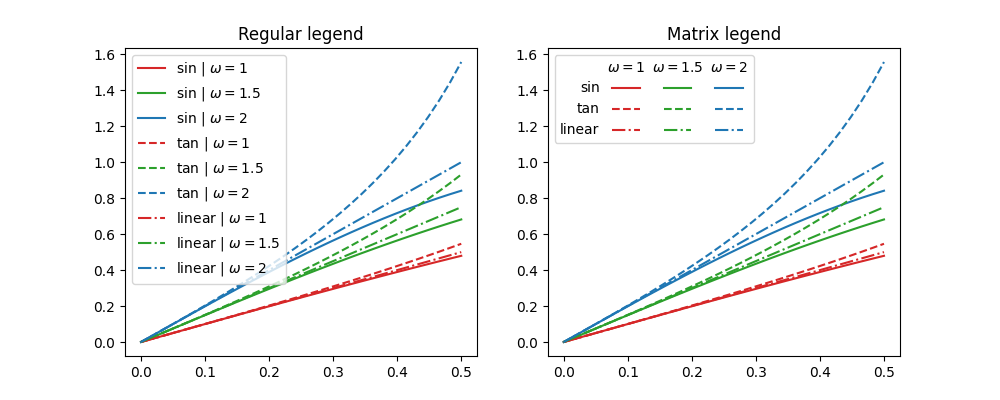 Regular legend
1.6
1.4
1.2
1.0
0.8
0.6
0.4
0.2
0.0
sin | ω = 1
sin | ω = 1.5
sin | ω = 2
tan | ω = 1
tan | ω = 1.5
tan | ω = 2
linear | ω = 1
linear | ω = 1.5
linear | ω = 2
0.0 0.1 0.2 0.3 0.4 0.5
Matrix legend
1.6
1.4
1.2
1.0
0.8
0.6
0.4
0.2
0.0
ω = 1 ω = 1.5 ω = 2
sin
tan
linear
0.0 0.1 0.2 0.3 0.4 0.5